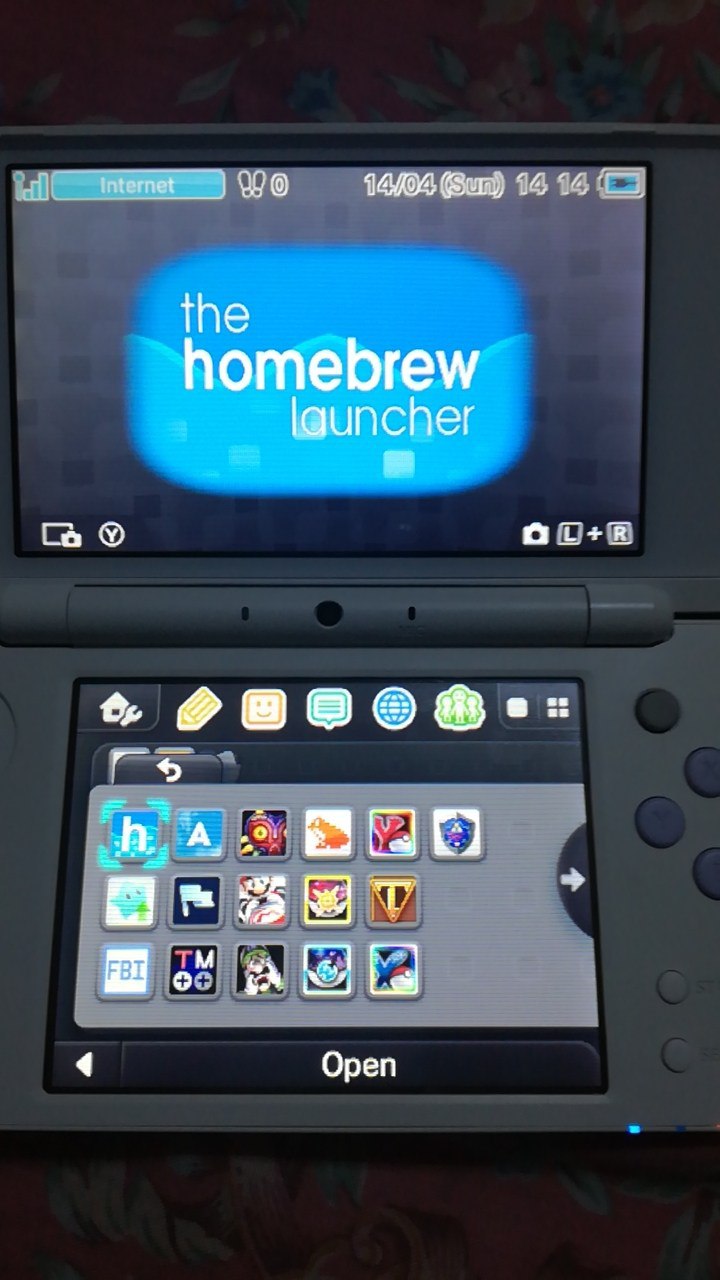 Internet
0
14/04 (Sun) 14 14
the
homebrew
launcher
Y
L + R
h
A
Y
T
FBI
TM
X
Open